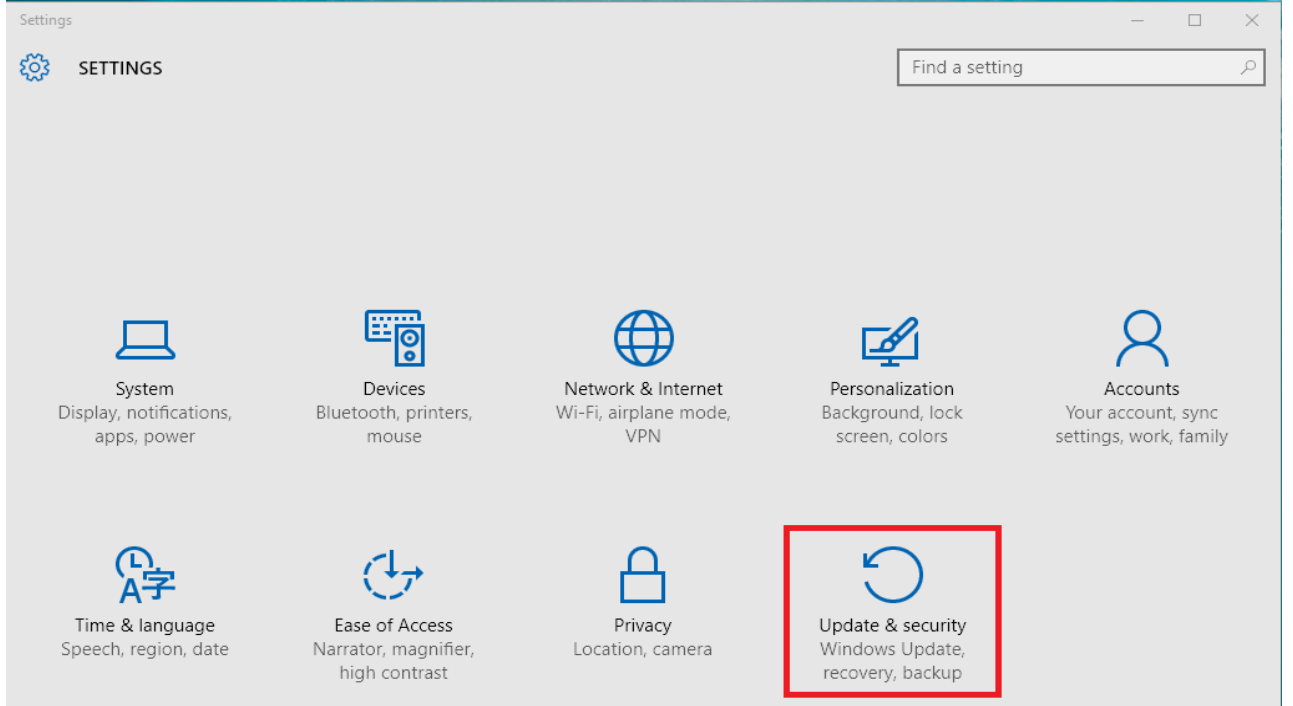 Settings
SETTINGS
Find a setting
System
Display, notifications,
apps, power
Devices
Bluetooth, printers,
mouse
Network & Internet
Wi-Fi, airplane mode,
VPN
Personalization
Background, lock
screen, colors
Accounts
Your account, sync
settings, work, family
A字
Time & language
Speech, region, date
Ease of Access
Narrator, magnifier,
high contrast
Privacy
Location, camera
Update & security
Windows Update,
recovery, backup